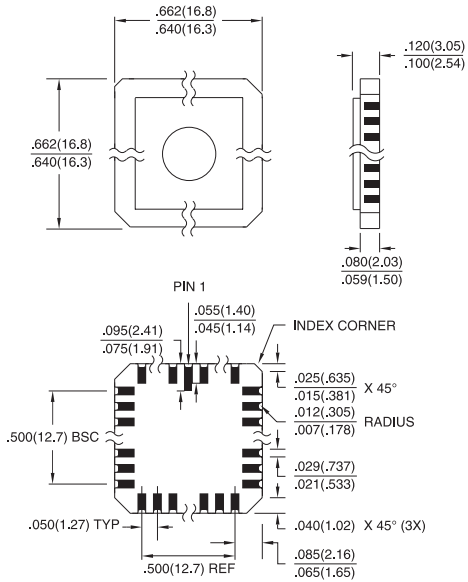 .662(16.8)
.640(16.3)
.120(3.05)
.100(2.54)
.662(16.8)
.640(16.3)
.080(2.03)
.059(1.50)
PIN 1
.055(1.40)
.045(1.14)
.095(2.41)
.075(1.91)
INDEX CORNER
.025(.635)
.015(.381)
X 45°
.012(.305)
.007(.178)
RADIUS
.500(12.7) BSC
.029(.737)
.021(.533)
.050(1.27) TYP
.040(1.02) X 45° (3X)
.500(12.7) REF
.085(2.16)
.065(1.65)